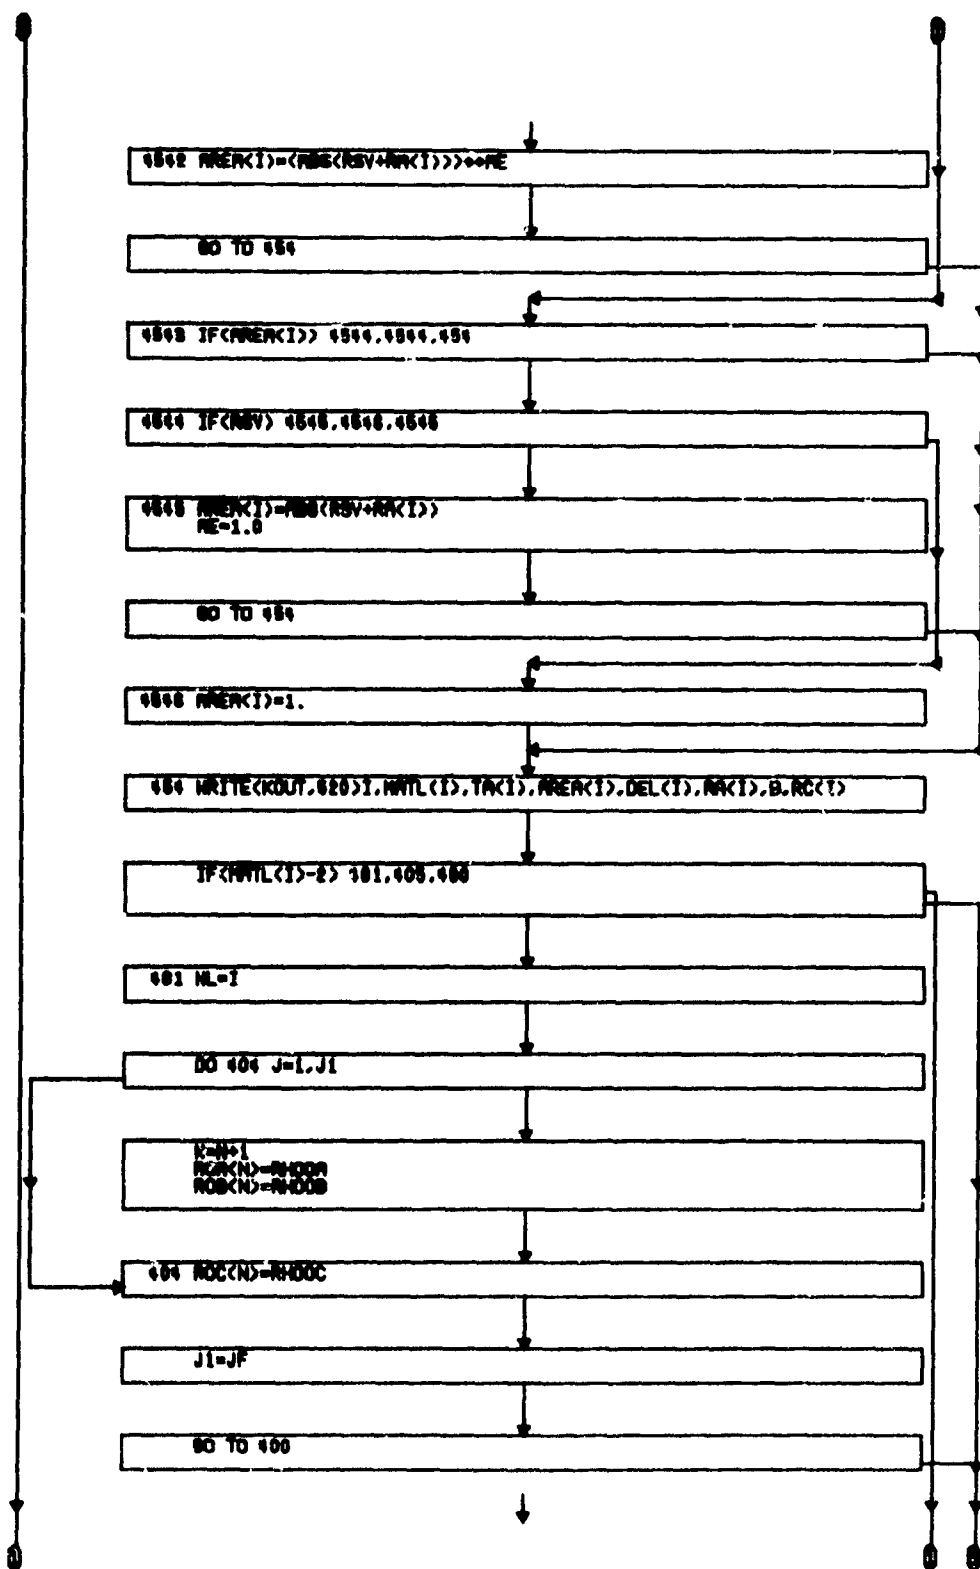 4542 AREA(I)=(ABS(RSV+RA(I)))**AE
GO TO 454
4543 IF(AREA(I)) 4544,4544,454
4544 IF(RSV) 4545,4546,4545
4545 AREA(I)=ABS(RSV+RA(I))
AE=1.0
GO TO 454
4546 AREA(I)=1.
454 WRITE(KOUT,620)I,MATL(I),TA(I),AREA(I),DEL(I),RA(I),B,RC(I)
IF(MATL(I)-2) 401,405,400
401 NL=I
DO 404 J=1,J1
N=N+1
ROA(N)=RHOOA
ROB(N)=RHOOB
404 ROC(N)=RHOOC
J1=JF
GO TO 400